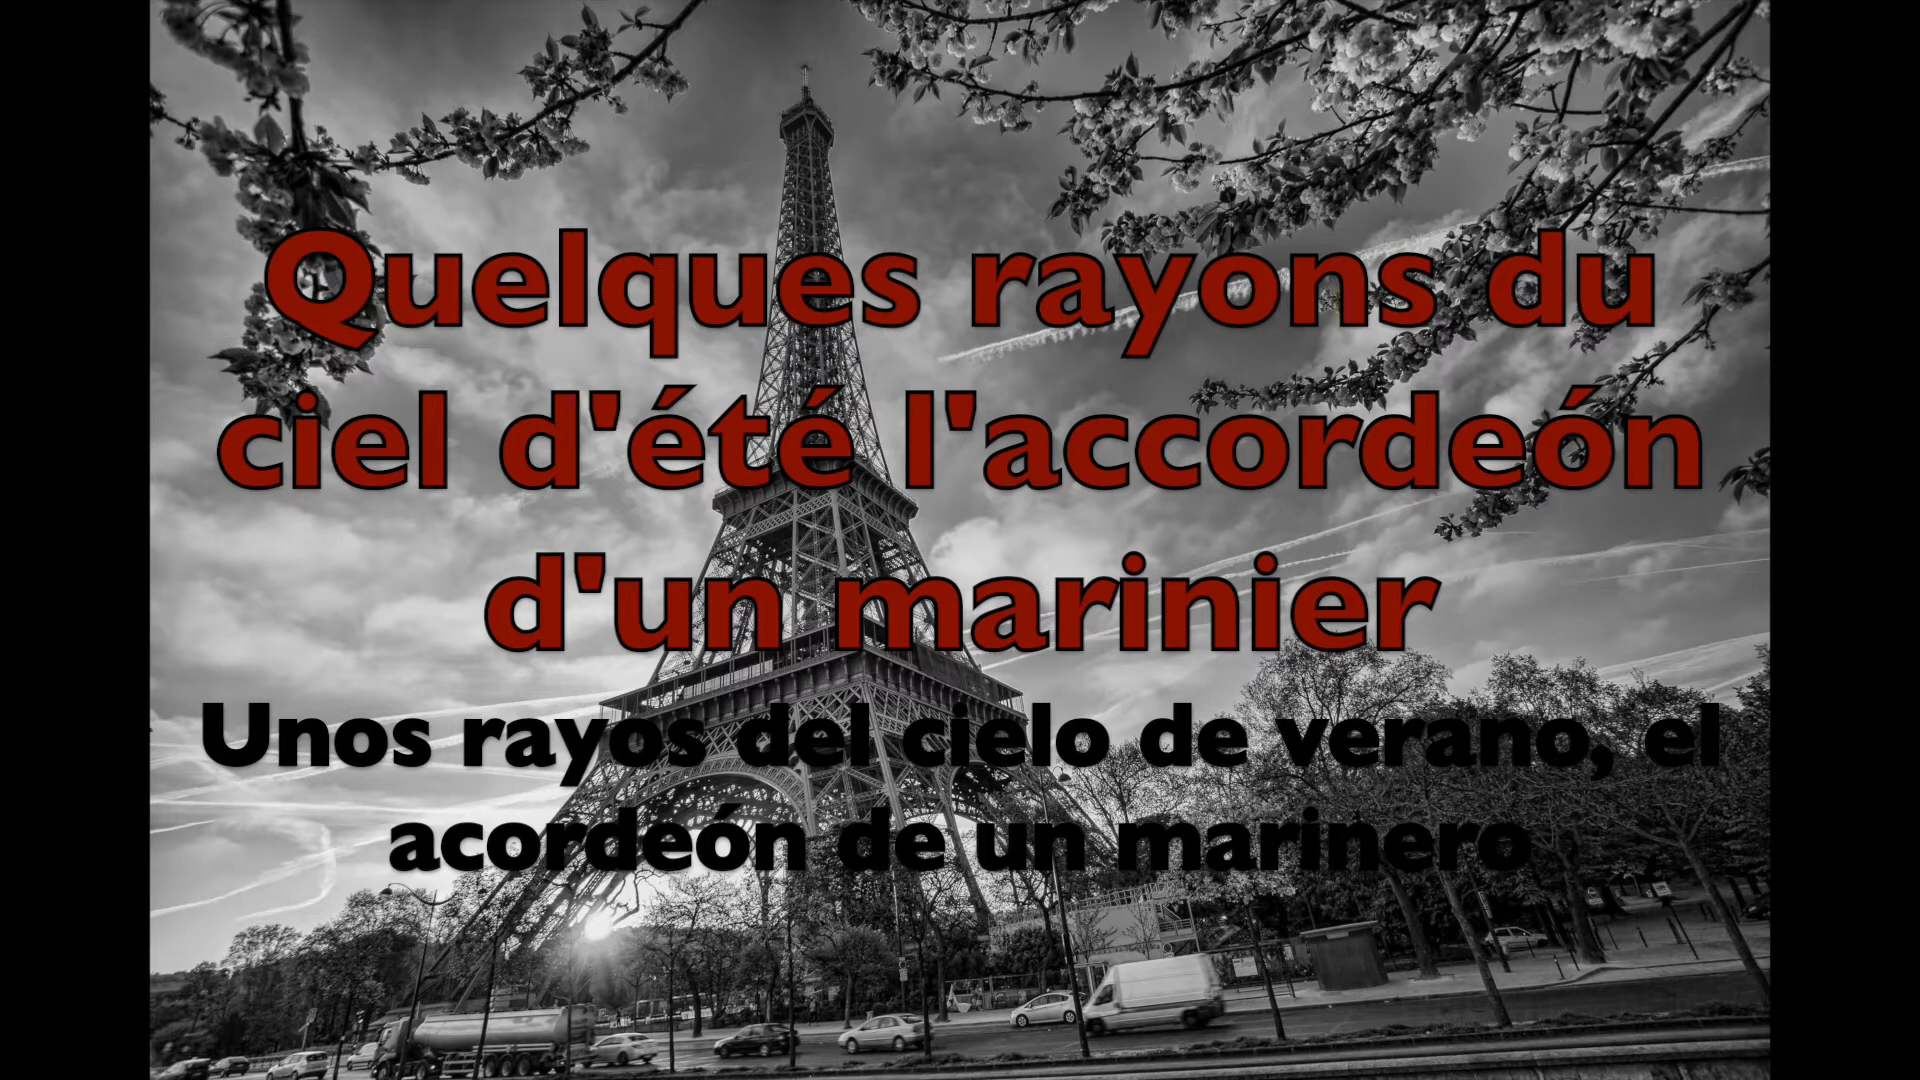 Quelques rayons du
ciel d'été l'accordeón
d'un marinier
Unos rayos del cielo de verano, el
acordeón de un marinero